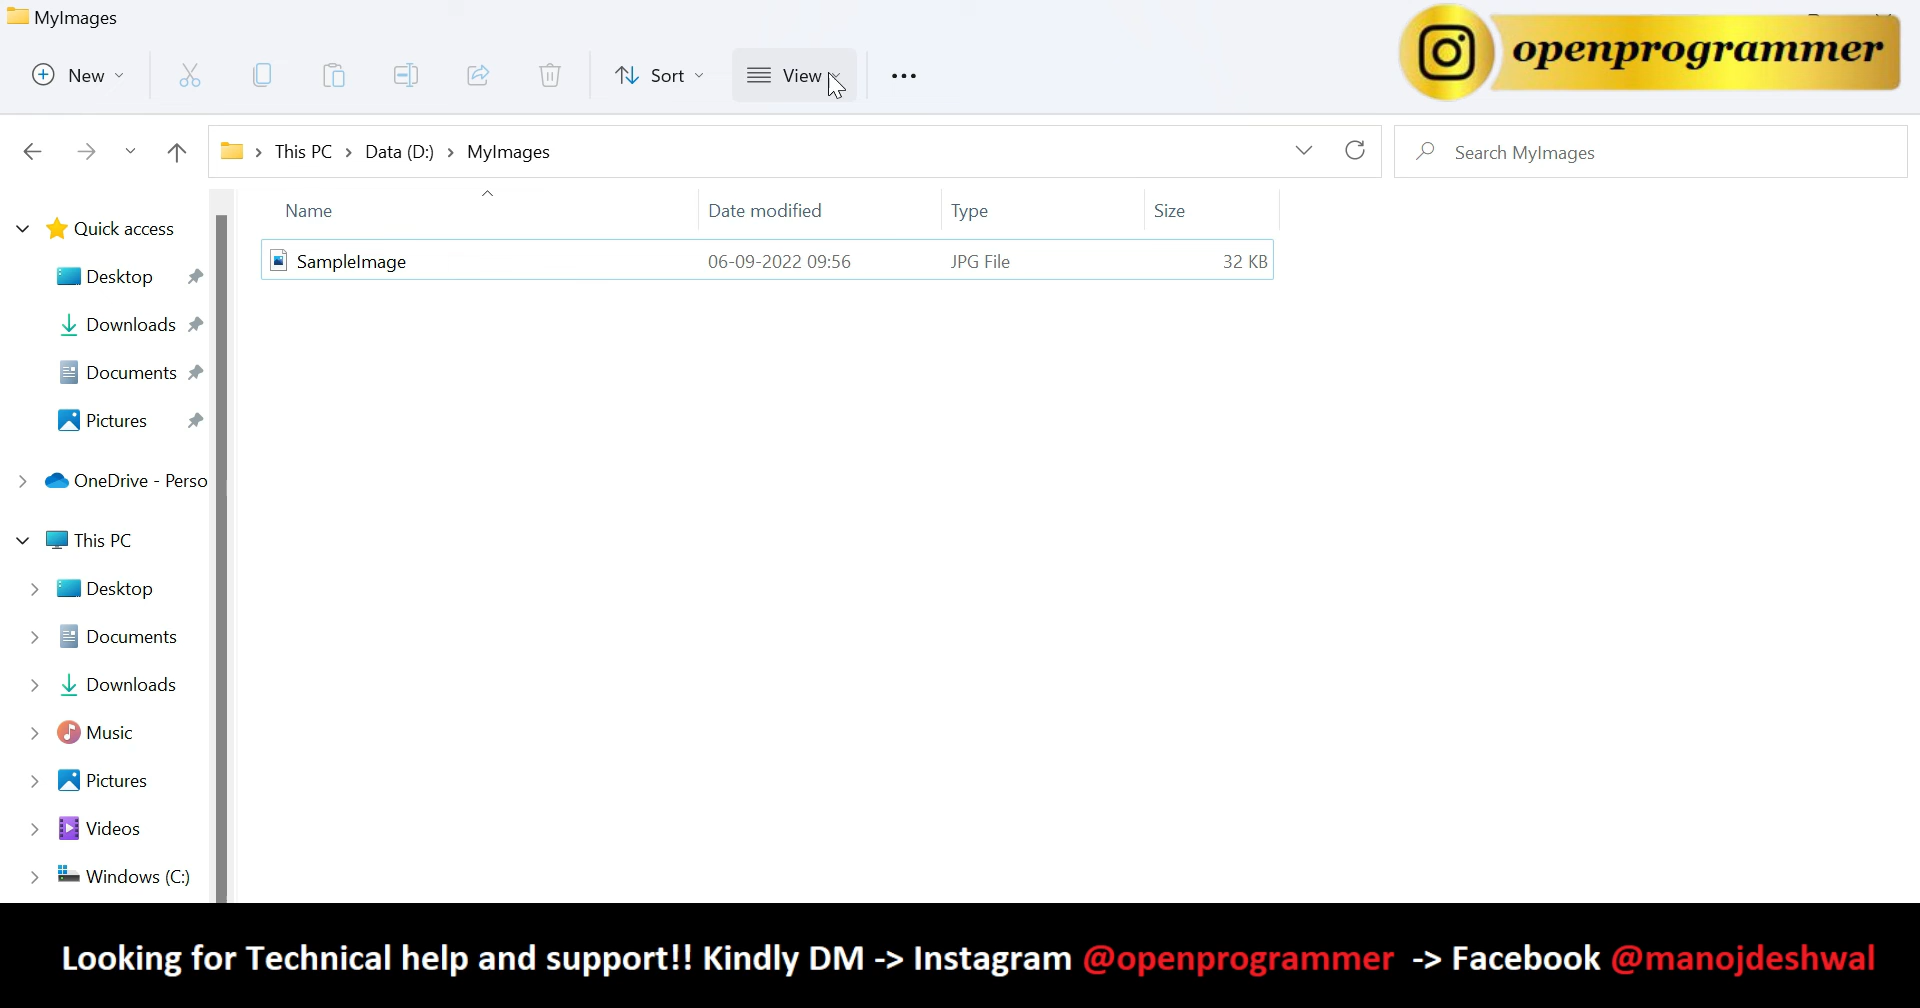 MyImages
New
Sort
View
openprogrammer
This PC
Data (D:)
MyImages
Search MyImages
Name
Date modified
Type
Size
SampleImage
06-09-2022 09:56
JPG File
32 KB
Quick access
Desktop
Downloads
Documents
Pictures
OneDrive - Perso
This PC
Desktop
Documents
Downloads
Music
Pictures
Videos
Windows (C:)
Looking for Technical help and support!! Kindly DM -> Instagram @openprogrammer -> Facebook @manojdeshwal